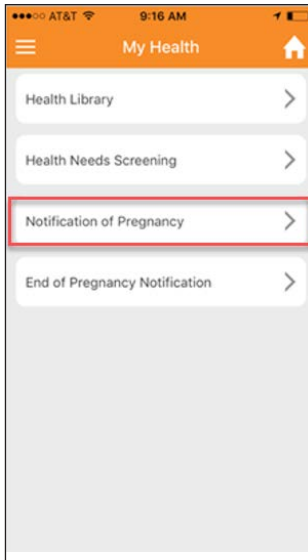 AT&T 9:16 AM
My Health
Health Library
Health Needs Screening
Notification of Pregnancy
End of Pregnancy Notification